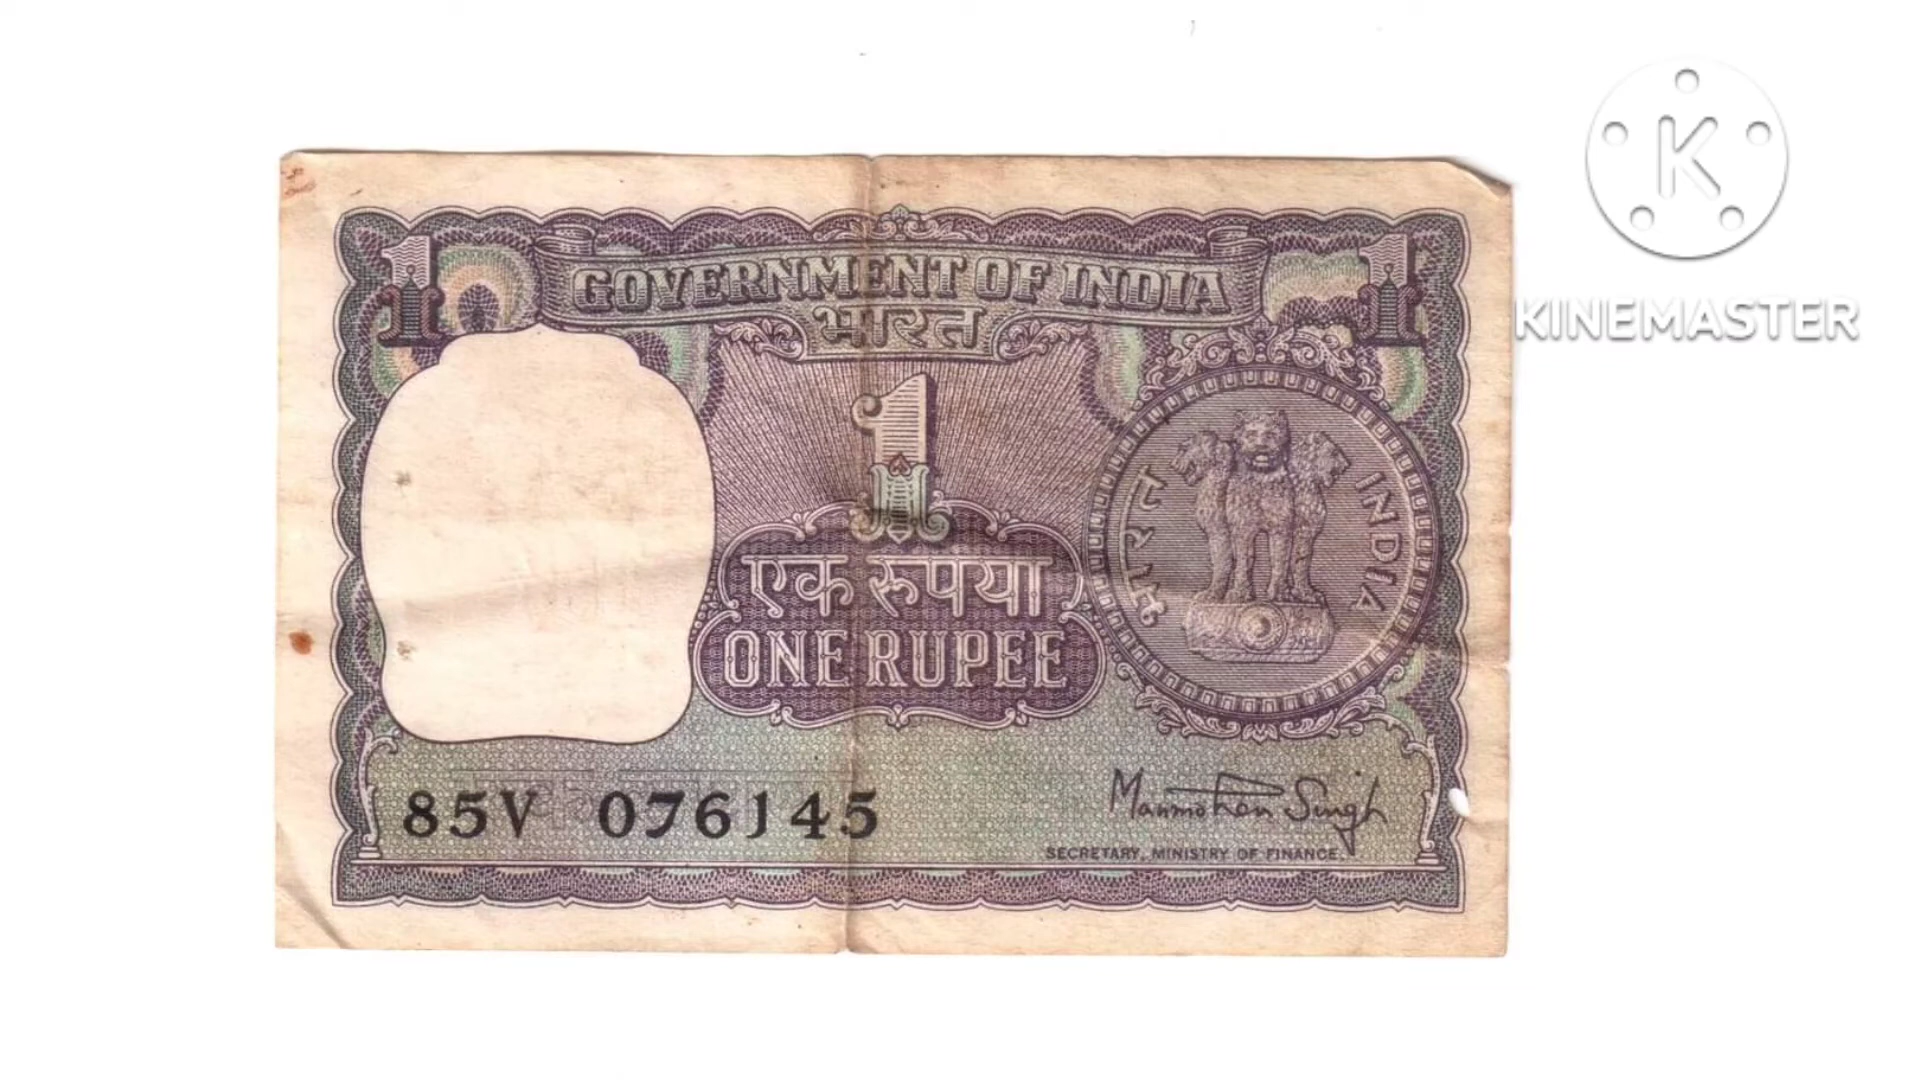 1
1
GOVERNMENT OF INDIA
भारत
1
एक रुपया
ONE RUPEE
भारत
INDIA
85V 076145
Manmohan Singh
SECRETARY, MINISTRY OF FINANCE.
K
KINEMASTER